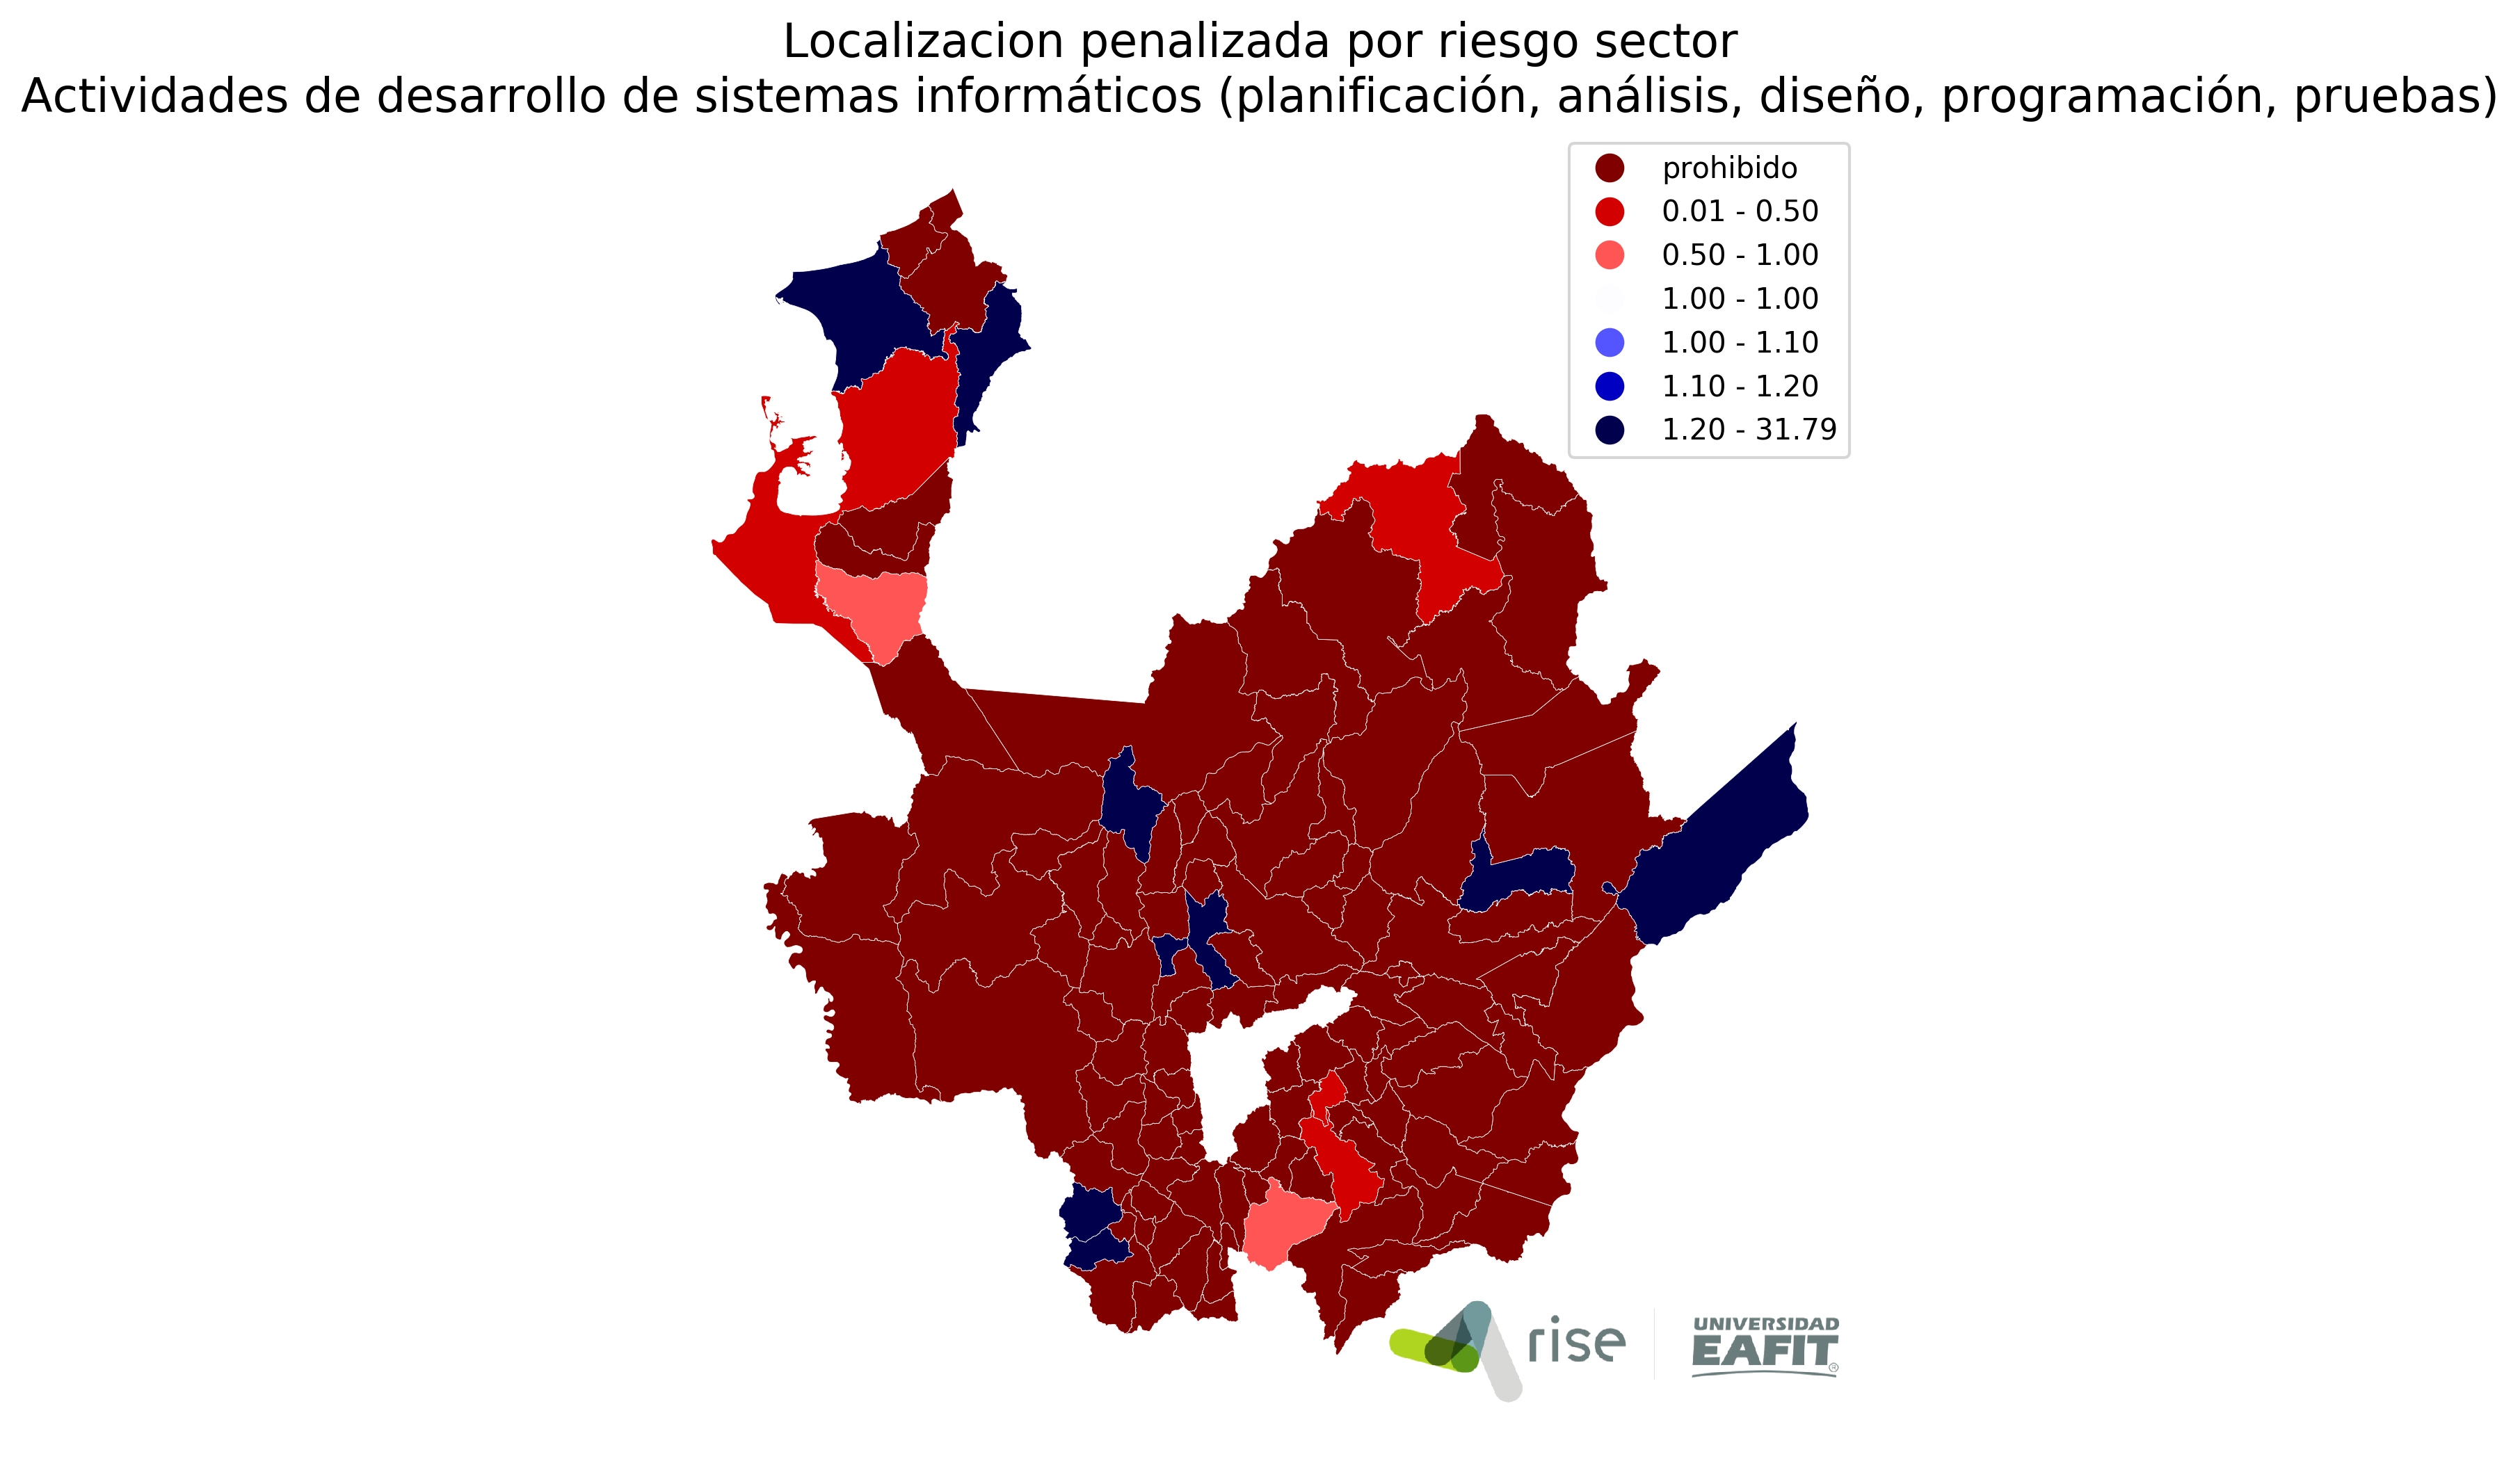 Localizacion penalizada por riesgo sector
Actividades de desarrollo de sistemas informáticos (planificación, análisis, diseño, programación, pruebas)
prohibido
0.01 - 0.50
0.50 - 1.00
1.00 - 1.00
1.00 - 1.10
1.10 - 1.20
1.20 - 31.79
rise
UNIVERSIDAD
EAFIT
®